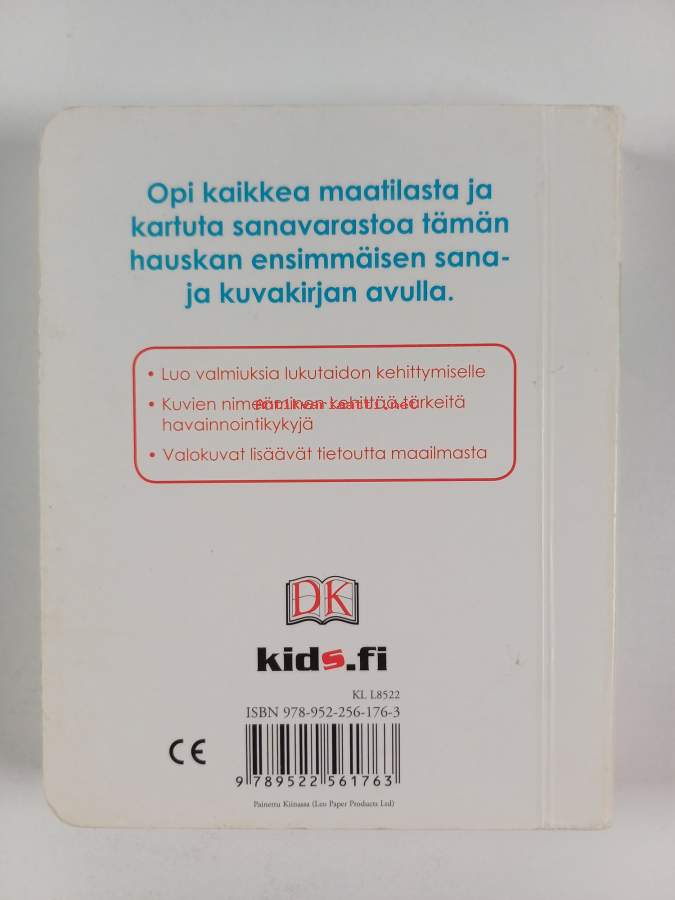 Opi kaikkea maatilasta ja
kartuta sanavarastoa tämän
hauskan ensimmäisen sana-
ja kuvakirjan avulla.
• Luo valmiuksia lukutaidon kehittymiselle
• Kuvien nimeäminen kehittää tärkeitä
Antikvariaatti.net
havainnointikykyjä
• Valokuvat lisäävät tietoutta maailmasta
DK
kids.fi
KL L8522
ISBN 978-952-256-176-3
CE
9 789522 561763
Painettu Kiinassa (Leo Paper Products Ltd)